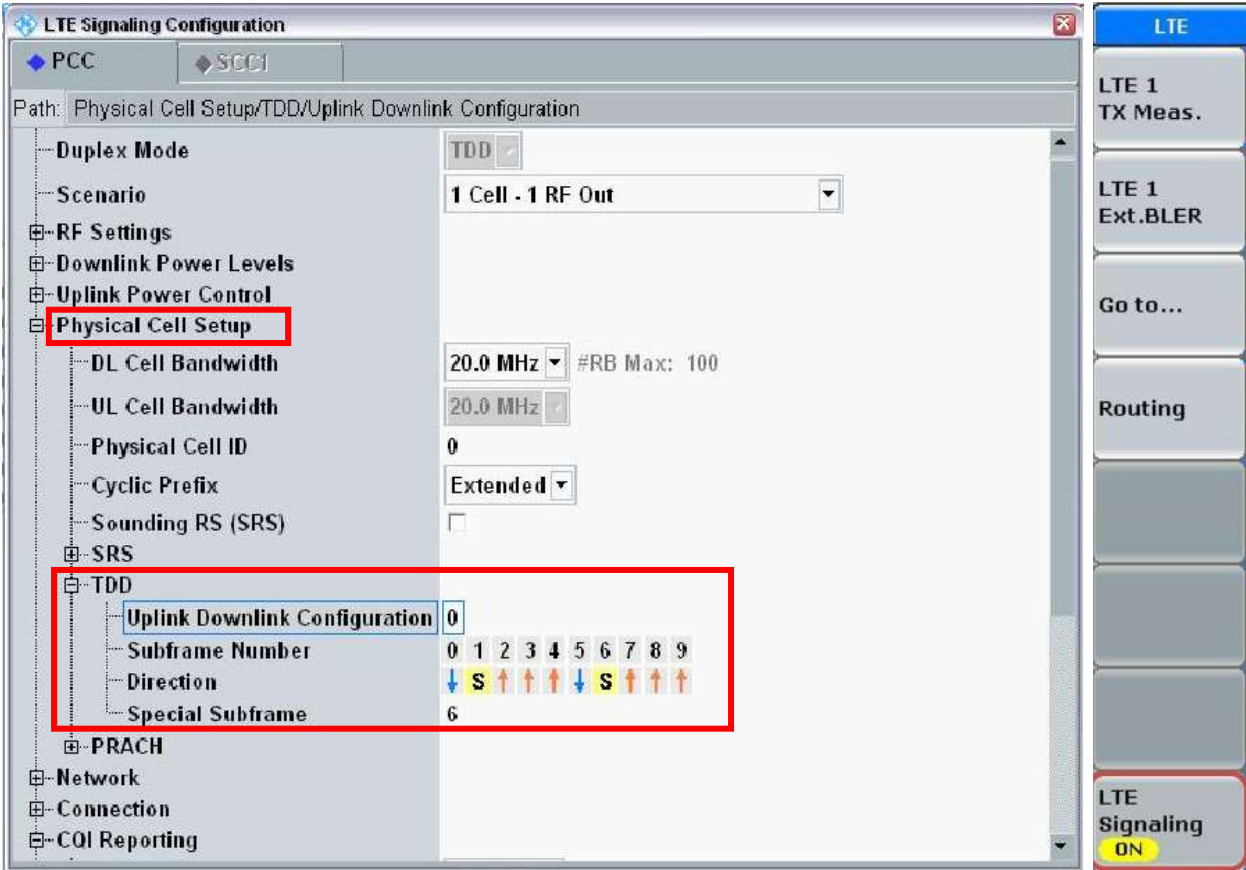 LTE Signaling Configuration
PCC
SCC1
Path: Physical Cell Setup/TDD/Uplink Downlink Configuration
Duplex Mode TDD
Scenario 1 Cell - 1 RF Out
RF Settings
Downlink Power Levels
Uplink Power Control
Physical Cell Setup
DL Cell Bandwidth 20.0 MHz #RB Max: 100
UL Cell Bandwidth 20.0 MHz
Physical Cell ID 0
Cyclic Prefix Extended
Sounding RS (SRS)
SRS
TDD
Uplink Downlink Configuration 0
Subframe Number 0 1 2 3 4 5 6 7 8 9
Direction ↓ S ↑ ↑ ↑ ↓ S ↑ ↑ ↑
Special Subframe 6
PRACH
Network
Connection
CQI Reporting
LTE
LTE 1
TX Meas.
LTE 1
Ext.BLER
Go to...
Routing
LTE
Signaling
ON